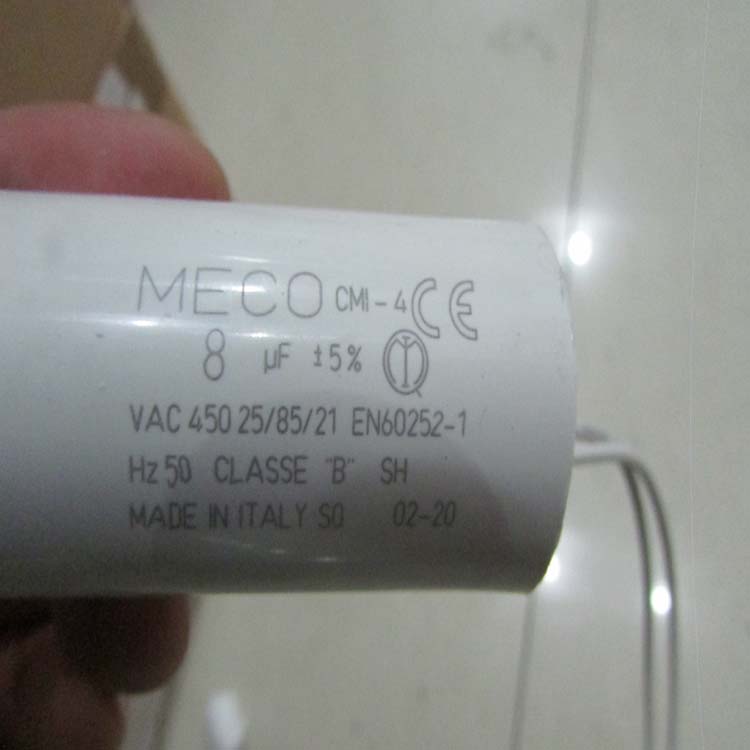 MECO CMI-4 CE
8 µF ±5%
VAC 450 25/85/21 EN60252-1
Hz 50 CLASSE "B" SH
MADE IN ITALY SO 02-20